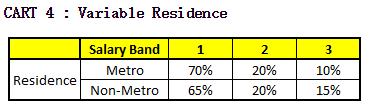 CART 4 : Variable Residence
Salary Band 1 2 3
Residence Metro 70% 20% 10%
Non-Metro 65% 20% 15%